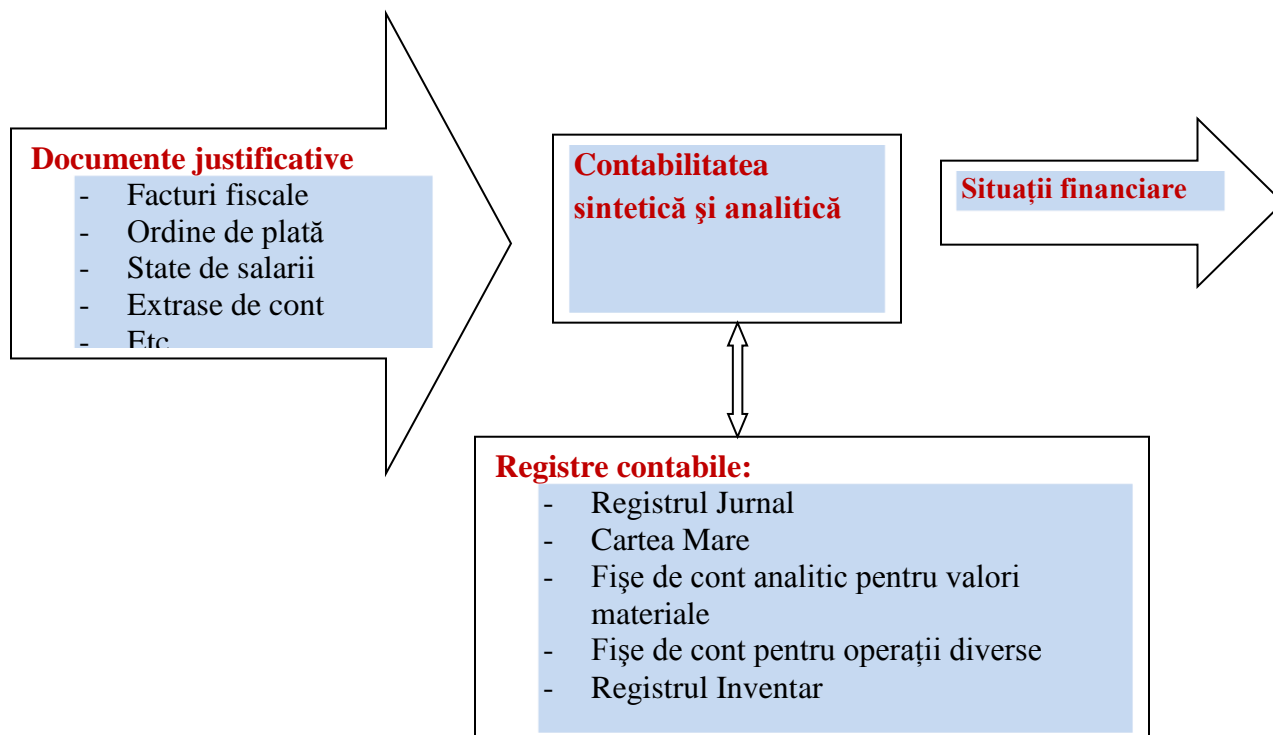 Documente justificative
- Facturi fiscale
- Ordine de plată
- State de salarii
- Extrase de cont
- Etc
Contabilitatea
sintetică şi analitică
Situații financiare
Registre contabile:
- Registrul Jurnal
- Cartea Mare
- Fişe de cont analitic pentru valori
materiale
- Fişe de cont pentru operații diverse
- Registrul Inventar